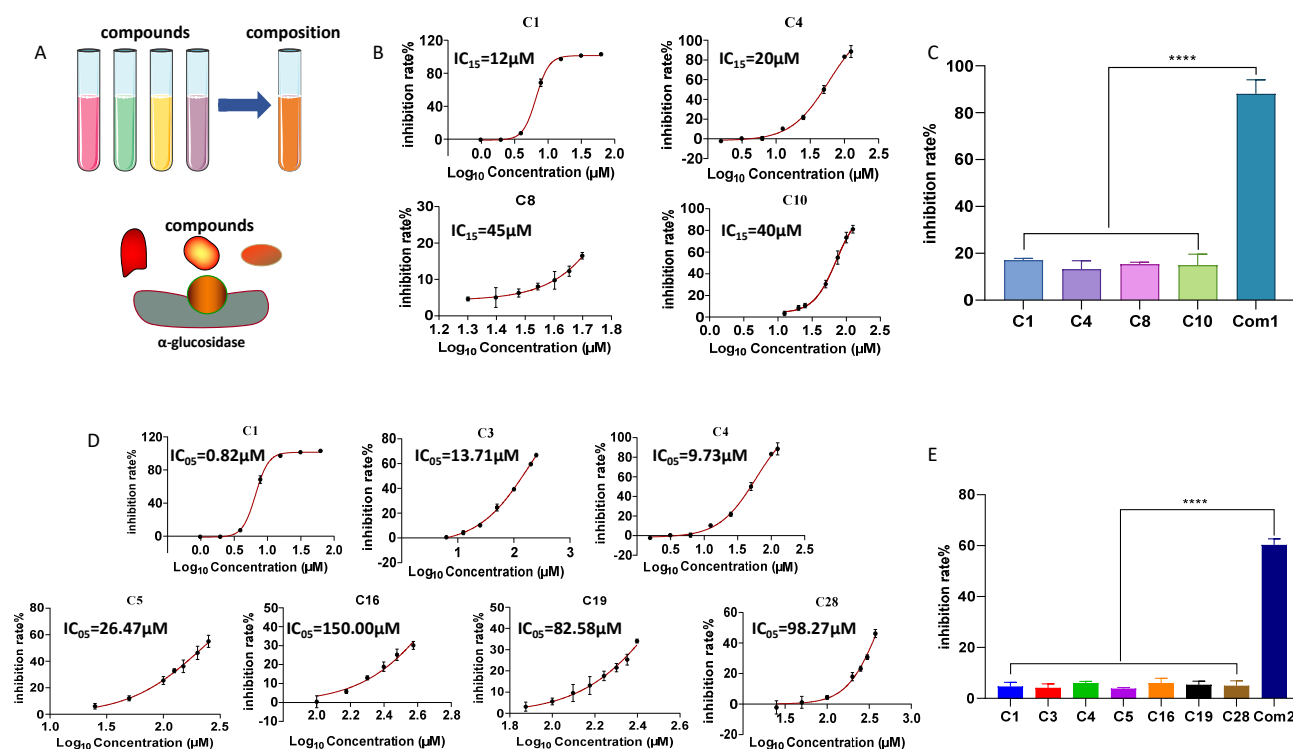 A
compounds
composition
compounds
α-glucosidase
B
C1
IC15=12μM
inhibition rate%
120
80
40
0
-0.5 0.0 0.5 1.0 1.5 2.0
Log10 Concentration (μM)
C4
IC15=20μM
inhibition rate%
100
80
60
40
20
0
-20
0.0 0.5 1.0 1.5 2.0 2.5
Log10 Concentration (μM)
C8
IC15=45μM
inhibition rate%
30
20
10
0
1.2 1.3 1.4 1.5 1.6 1.7 1.8
Log10 Concentration (μM)
C10
IC15=40μM
inhibition rate%
100
80
60
40
20
0
0.0 0.5 1.0 1.5 2.0 2.5
Log10 Concentration (μM)
C
****
inhibition rate%
100
80
60
40
20
0
C1 C4 C8 C10 Com1
D
C1
IC05=0.82μM
inhibition rate%
120
80
40
0
-0.5 0.0 0.5 1.0 1.5 2.0
Log10 Concentration (μM)
C3
IC05=13.71μM
inhibition rate%
80
60
40
20
0
-20
1 2 3
Log10 Concentration (μM)
C4
IC05=9.73μM
inhibition rate%
100
80
60
40
20
0
-20
0.0 0.5 1.0 1.5 2.0 2.5
Log10 Concentration (μM)
C5
IC05=26.47μM
inhibition rate%
80
60
40
20
0
1.0 1.5 2.0 2.5
Log10 Concentration (μM)
C16
IC05=150.00μM
inhibition rate%
50
40
30
20
10
0
-10
2.0 2.2 2.4 2.6 2.8
Log10 Concentration (μM)
C19
IC05=82.58μM
inhibition rate%
50
40
30
20
10
0
1.8 2.0 2.2 2.4 2.6
Log10 Concentration (μM)
C28
IC05=98.27μM
inhibition rate%
60
40
20
0
1.5 2.0 2.5 3.0
Log10 Concentration (μM)
E
****
inhibition rate%
80
60
40
20
0
C1 C3 C4 C5 C16 C19 C28 Com2